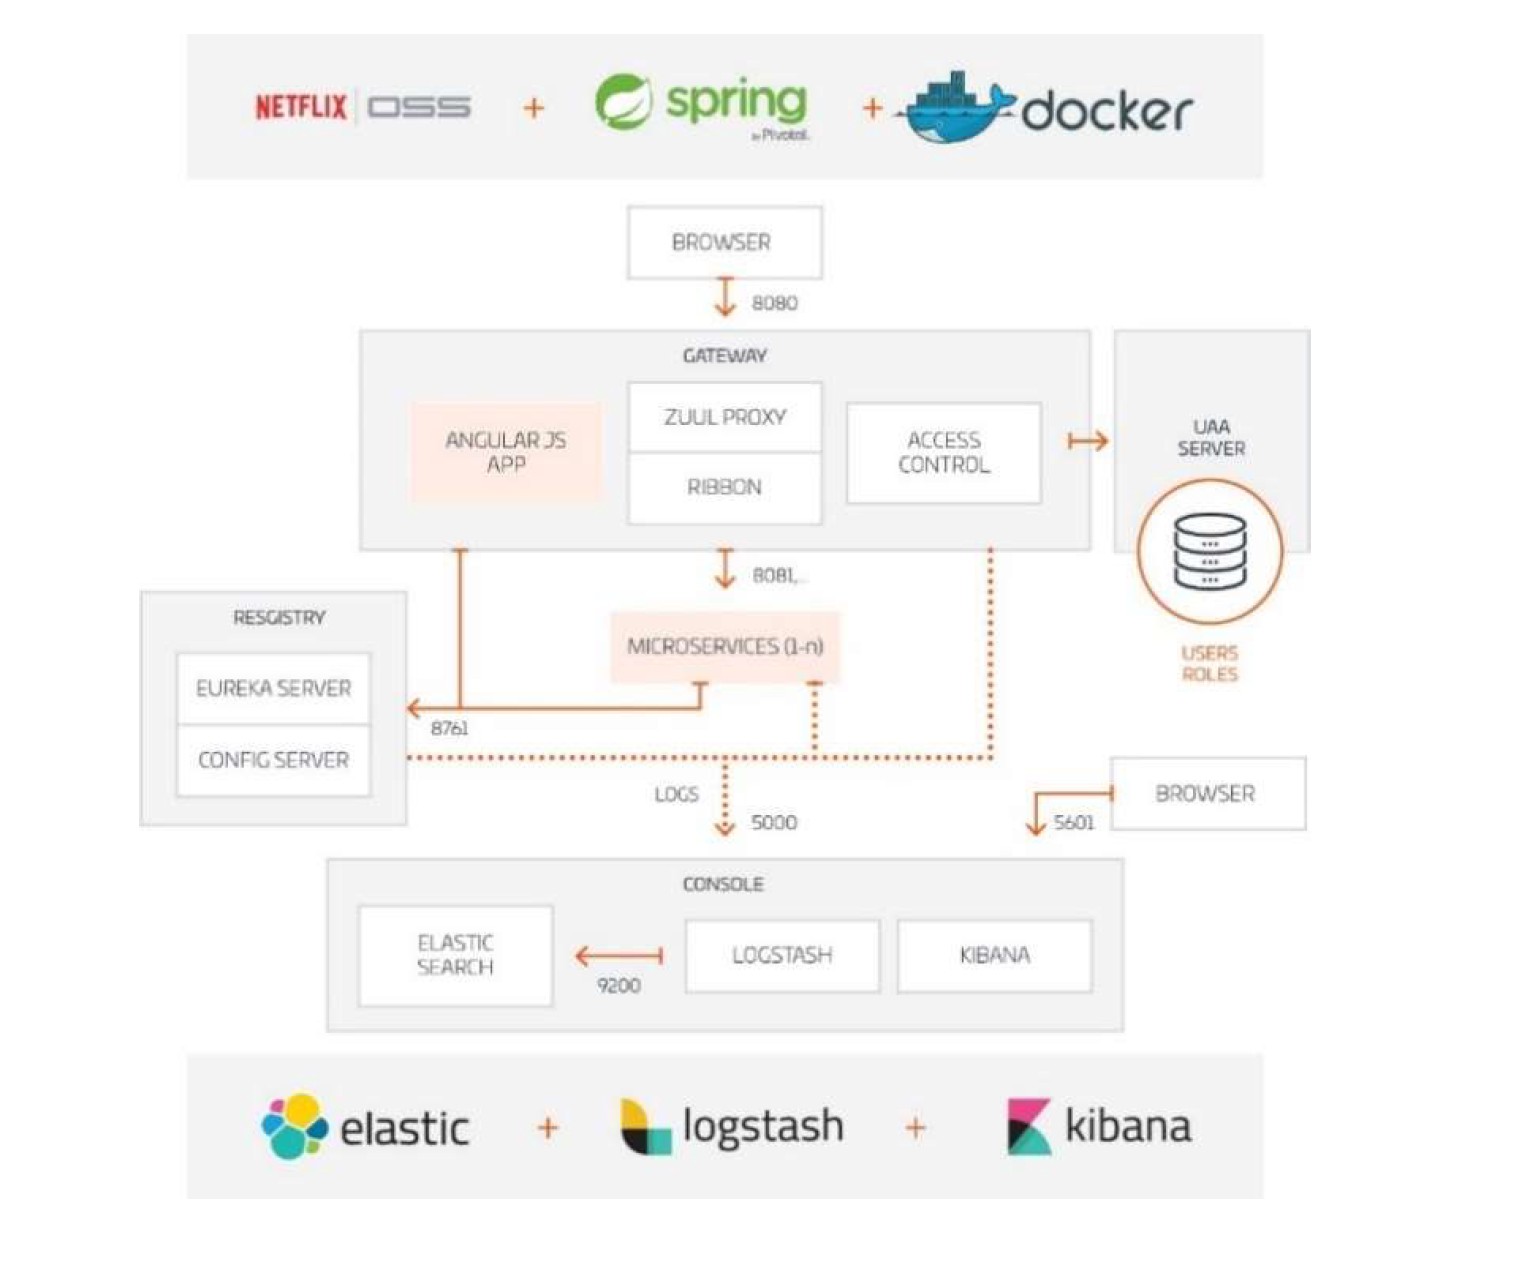 NETFLIX OSS + spring + docker
by Pivotal.
BROWSER
8080
GATEWAY
ANGULAR JS
APP
ZUUL PROXY
RIBBON
ACCESS
CONTROL
UAA
SERVER
USERS
ROLES
8081,..
MICROSERVICES (1-n)
RESGISTRY
EUREKA SERVER
CONFIG SERVER
8761
LOGS
5000
BROWSER
5601
CONSOLE
ELASTIC
SEARCH
9200
LOGSTASH
KIBANA
elastic + logstash + kibana